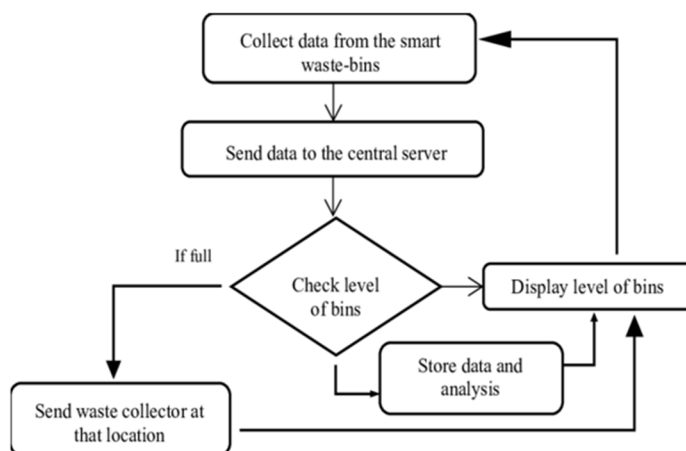 Collect data from the smart
waste-bins
Send data to the central server
If full
Check level
of bins
Display level of bins
Store data and
analysis
Send waste collector at
that location